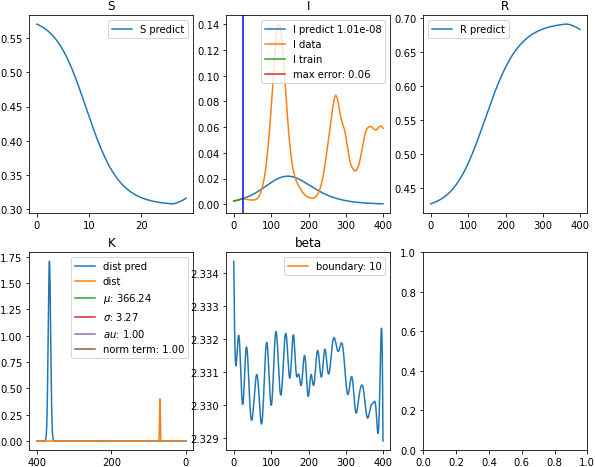 S
I
R
S predict
I predict 1.01e-08
I data
I train
max error: 0.06
R predict
0.55
0.50
0.45
0.40
0.35
0.30
0 10 20
0.14
0.12
0.10
0.08
0.06
0.04
0.02
0.00
0 100 200 300 400
0.70
0.65
0.60
0.55
0.50
0.45
0 200 400
K
beta
dist pred
dist
μ: 366.24
σ: 3.27
au: 1.00
norm term: 1.00
boundary: 10
1.75
1.50
1.25
1.00
0.75
0.50
0.25
0.00
400 200 0
2.334
2.333
2.332
2.331
2.330
2.329
0 100 200 300 400
1.0
0.8
0.6
0.4
0.2
0.0
0.0 0.2 0.4 0.6 0.8 1.0